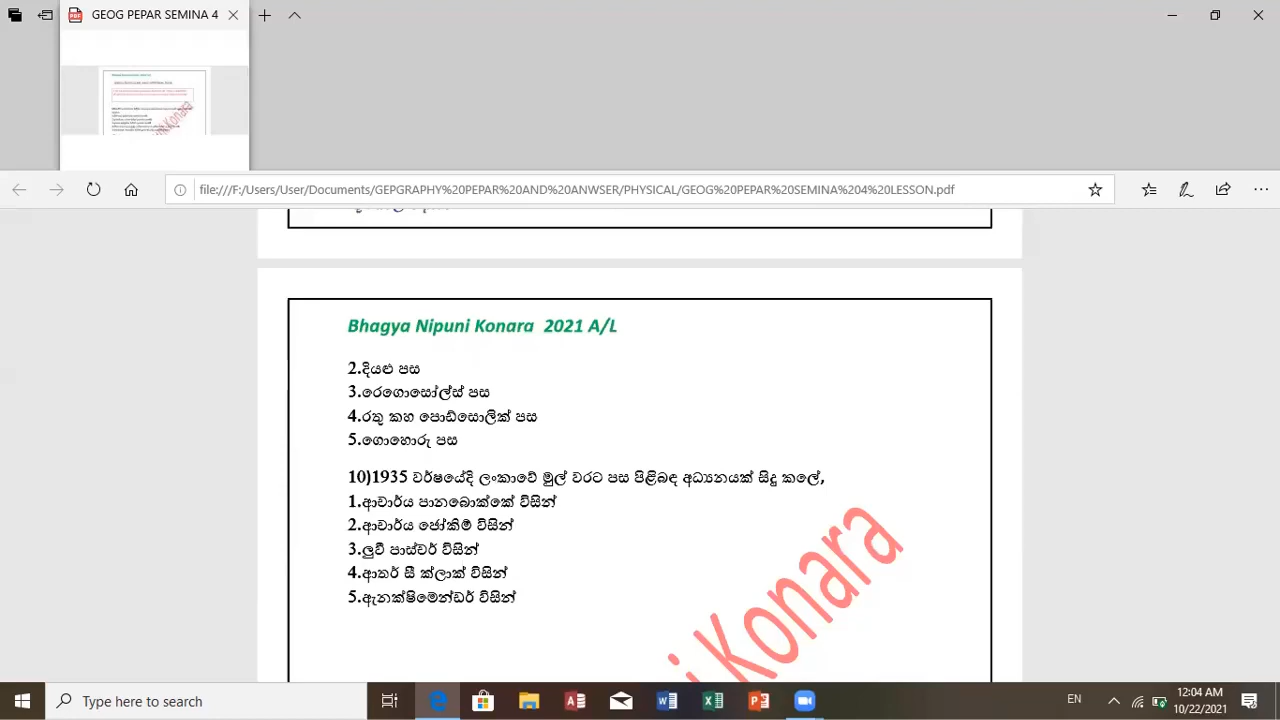 GEOG PEPAR SEMINA 4
file:///F:/Users/User/Documents/GEPGRAPHY%20PEPAR%20AND%20ANWSER/PHYSICAL/GEOG%20PEPAR%20SEMINA%204%20LESSON.pdf
Bhagya Nipuni Konara 2021 A/L
2.දියළු පස
3.රෙගොසෝල්ස් පස
4.රතු කහ පොඩ්සොලික් පස
5.ගොහොරු පස
10)1935 වර්ෂයේදි ලංකාවේ මුල් වරට පස පිළිබඳ අධ්‍යනයක් සිදු කලේ,
1.ආචාර්ය පානබොක්කේ විසින්
2.ආචාර්ය ජෝකිම් විසින්
3.ලුවී පාස්චර් විසින්
4.ආතර් සී ක්ලාක් විසින්
5.ඇනක්ෂිමෙන්ඩර් විසින්
Konara
Type here to search
EN
12:04 AM
10/22/2021